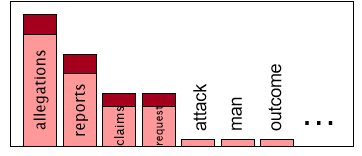 allegations
reports
claims
request
attack
man
outcome
...